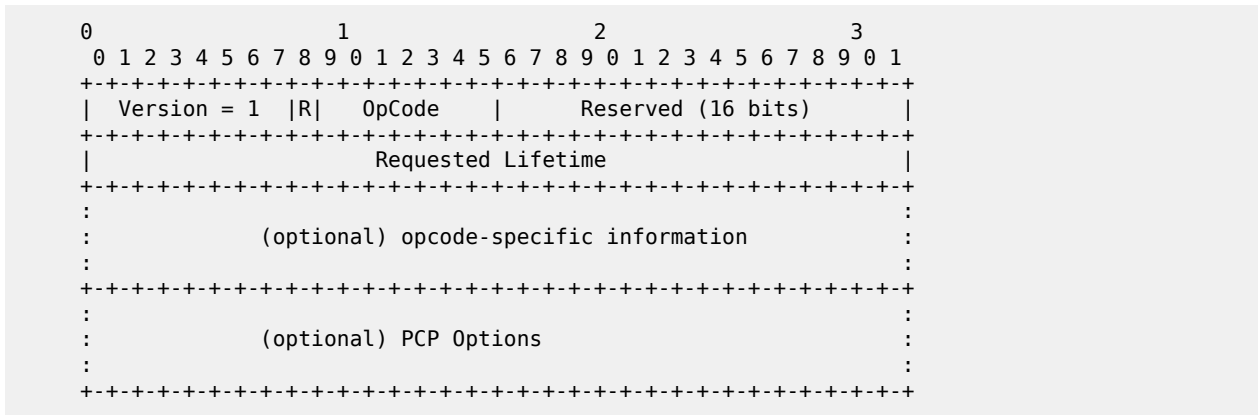 0                   1                   2                   3
 0 1 2 3 4 5 6 7 8 9 0 1 2 3 4 5 6 7 8 9 0 1 2 3 4 5 6 7 8 9 0 1
+-+-+-+-+-+-+-+-+-+-+-+-+-+-+-+-+-+-+-+-+-+-+-+-+-+-+-+-+-+-+-+-+
|  Version = 1  |R|   OpCode    |      Reserved (16 bits)       |
+-+-+-+-+-+-+-+-+-+-+-+-+-+-+-+-+-+-+-+-+-+-+-+-+-+-+-+-+-+-+-+-+
|                      Requested Lifetime                       |
+-+-+-+-+-+-+-+-+-+-+-+-+-+-+-+-+-+-+-+-+-+-+-+-+-+-+-+-+-+-+-+-+
:                                                               :
:             (optional) opcode-specific information            :
:                                                               :
+-+-+-+-+-+-+-+-+-+-+-+-+-+-+-+-+-+-+-+-+-+-+-+-+-+-+-+-+-+-+-+-+
:                                                               :
:             (optional) PCP Options                            :
:                                                               :
+-+-+-+-+-+-+-+-+-+-+-+-+-+-+-+-+-+-+-+-+-+-+-+-+-+-+-+-+-+-+-+-+